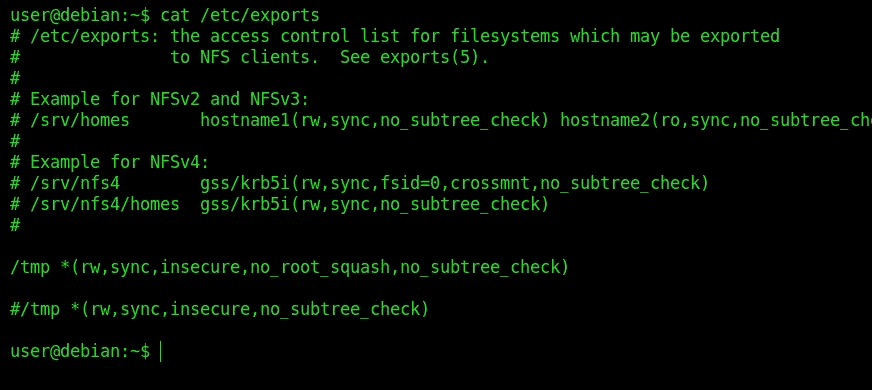 user@debian:~$ cat /etc/exports
# /etc/exports: the access control list for filesystems which may be exported
#               to NFS clients.  See exports(5).
#
# Example for NFSv2 and NFSv3:
# /srv/homes       hostname1(rw,sync,no_subtree_check) hostname2(ro,sync,no_subtree_ch
#
# Example for NFSv4:
# /srv/nfs4        gss/krb5i(rw,sync,fsid=0,crossmnt,no_subtree_check)
# /srv/nfs4/homes  gss/krb5i(rw,sync,no_subtree_check)
#
/tmp *(rw,sync,insecure,no_root_squash,no_subtree_check)
#/tmp *(rw,sync,insecure,no_subtree_check)
user@debian:~$